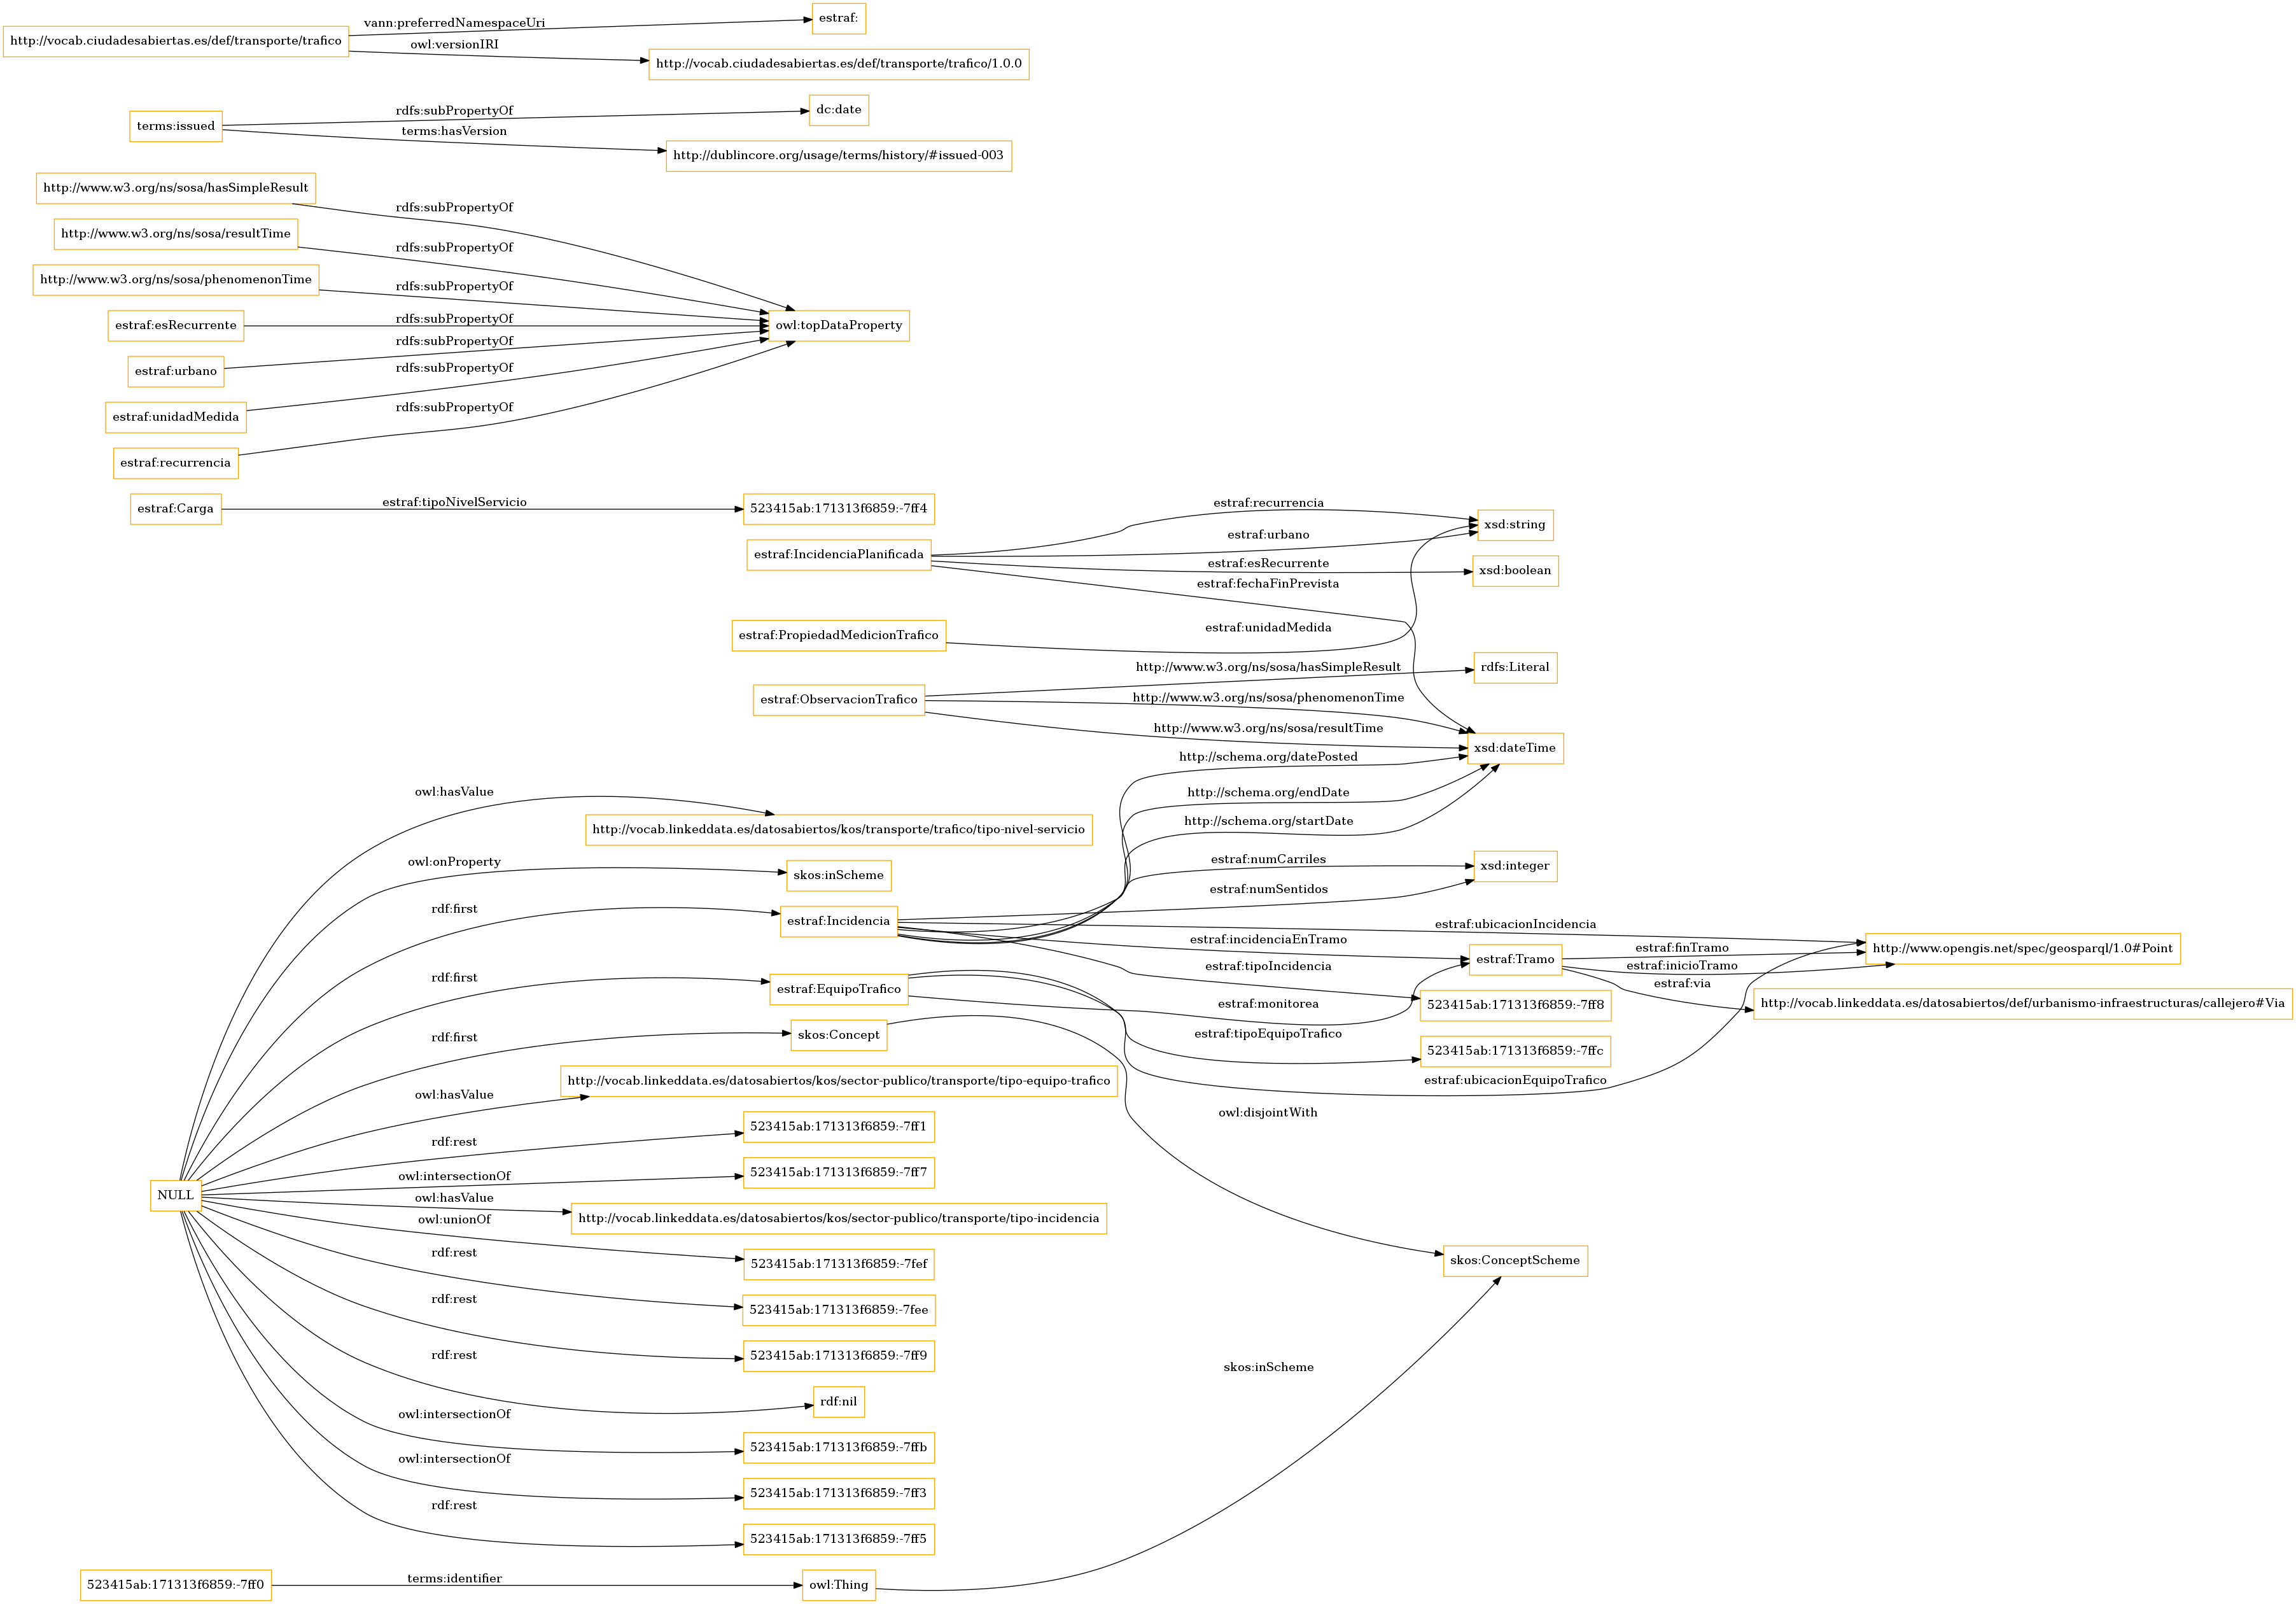 vann:preferredNamespaceUri
estraf:
http://vocab.ciudadesabiertas.es/def/transporte/trafico
owl:versionIRI
http://vocab.ciudadesabiertas.es/def/transporte/trafico/1.0.0
terms:issued
rdfs:subPropertyOf
dc:date
terms:hasVersion
http://dublincore.org/usage/terms/history/#issued-003
http://www.w3.org/ns/sosa/hasSimpleResult
rdfs:subPropertyOf
http://www.w3.org/ns/sosa/resultTime
rdfs:subPropertyOf
http://www.w3.org/ns/sosa/phenomenonTime
rdfs:subPropertyOf
estraf:esRecurrente
rdfs:subPropertyOf
owl:topDataProperty
estraf:urbano
rdfs:subPropertyOf
estraf:unidadMedida
rdfs:subPropertyOf
estraf:recurrencia
rdfs:subPropertyOf
estraf:Carga
estraf:tipoNivelServicio
523415ab:171313f6859:-7ff4
estraf:IncidenciaPlanificada
estraf:recurrencia
xsd:string
estraf:urbano
estraf:esRecurrente
xsd:boolean
estraf:fechaFinPrevista
estraf:PropiedadMedicionTrafico
estraf:unidadMedida
estraf:ObservacionTrafico
http://www.w3.org/ns/sosa/hasSimpleResult
rdfs:Literal
http://www.w3.org/ns/sosa/phenomenonTime
http://www.w3.org/ns/sosa/resultTime
xsd:dateTime
http://schema.org/datePosted
http://schema.org/endDate
http://schema.org/startDate
owl:hasValue
http://vocab.linkeddata.es/datosabiertos/kos/transporte/trafico/tipo-nivel-servicio
owl:onProperty
skos:inScheme
estraf:numCarriles
xsd:integer
estraf:numSentidos
rdf:first
estraf:Incidencia
estraf:ubicacionIncidencia
http://www.opengis.net/spec/geosparql/1.0#Point
estraf:incidenciaEnTramo
estraf:Tramo
estraf:finTramo
estraf:inicioTramo
estraf:via
http://vocab.linkeddata.es/datosabiertos/def/urbanismo-infraestructuras/callejero#Via
estraf:tipoIncidencia
523415ab:171313f6859:-7ff8
rdf:first
estraf:EquipoTrafico
estraf:monitorea
estraf:tipoEquipoTrafico
523415ab:171313f6859:-7ffc
estraf:ubicacionEquipoTrafico
rdf:first
skos:Concept
owl:disjointWith
owl:hasValue
http://vocab.linkeddata.es/datosabiertos/kos/sector-publico/transporte/tipo-equipo-trafico
rdf:rest
523415ab:171313f6859:-7ff1
NULL
owl:intersectionOf
523415ab:171313f6859:-7ff7
owl:hasValue
http://vocab.linkeddata.es/datosabiertos/kos/sector-publico/transporte/tipo-incidencia
owl:unionOf
523415ab:171313f6859:-7fef
skos:ConceptScheme
rdf:rest
523415ab:171313f6859:-7fee
rdf:rest
523415ab:171313f6859:-7ff9
rdf:rest
rdf:nil
skos:inScheme
owl:intersectionOf
523415ab:171313f6859:-7ffb
owl:intersectionOf
523415ab:171313f6859:-7ff3
rdf:rest
523415ab:171313f6859:-7ff5
523415ab:171313f6859:-7ff0
terms:identifier
owl:Thing